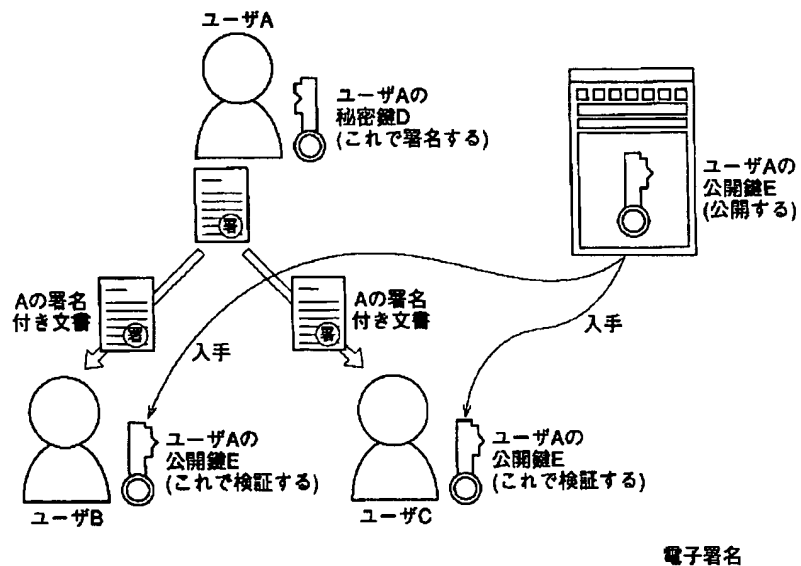 ユーザA
ユーザAの
秘密鍵D
(これで署名する)
ユーザAの
公開鍵E
(公開する)
署
Aの署名
付き文書
署
Aの署名
付き文書
署
入手
入手
ユーザAの
公開鍵E
(これで検証する)
ユーザAの
公開鍵E
(これで検証する)
ユーザB
ユーザC
電子署名